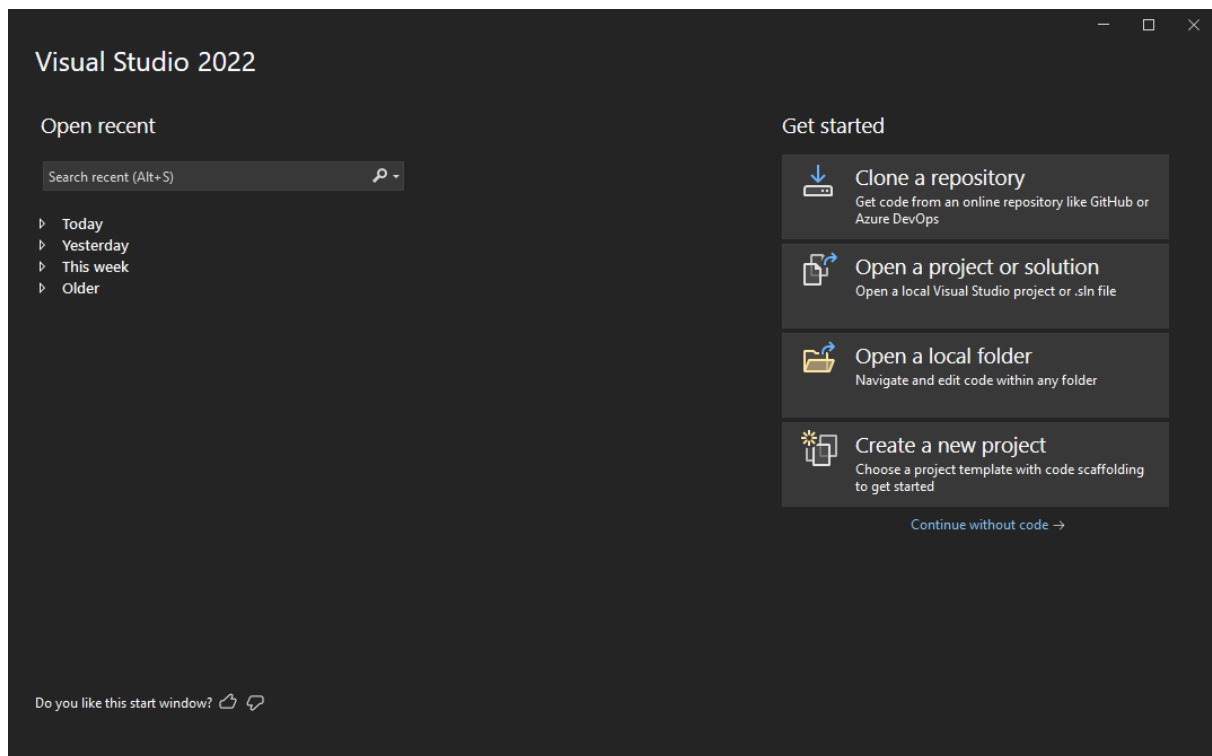 Visual Studio 2022
Open recent
Search recent (Alt+S)
Today
Yesterday
This week
Older
Get started
Clone a repository
Get code from an online repository like GitHub or
Azure DevOps
Open a project or solution
Open a local Visual Studio project or .sln file
Open a local folder
Navigate and edit code within any folder
Create a new project
Choose a project template with code scaffolding
to get started
Continue without code →
Do you like this start window?